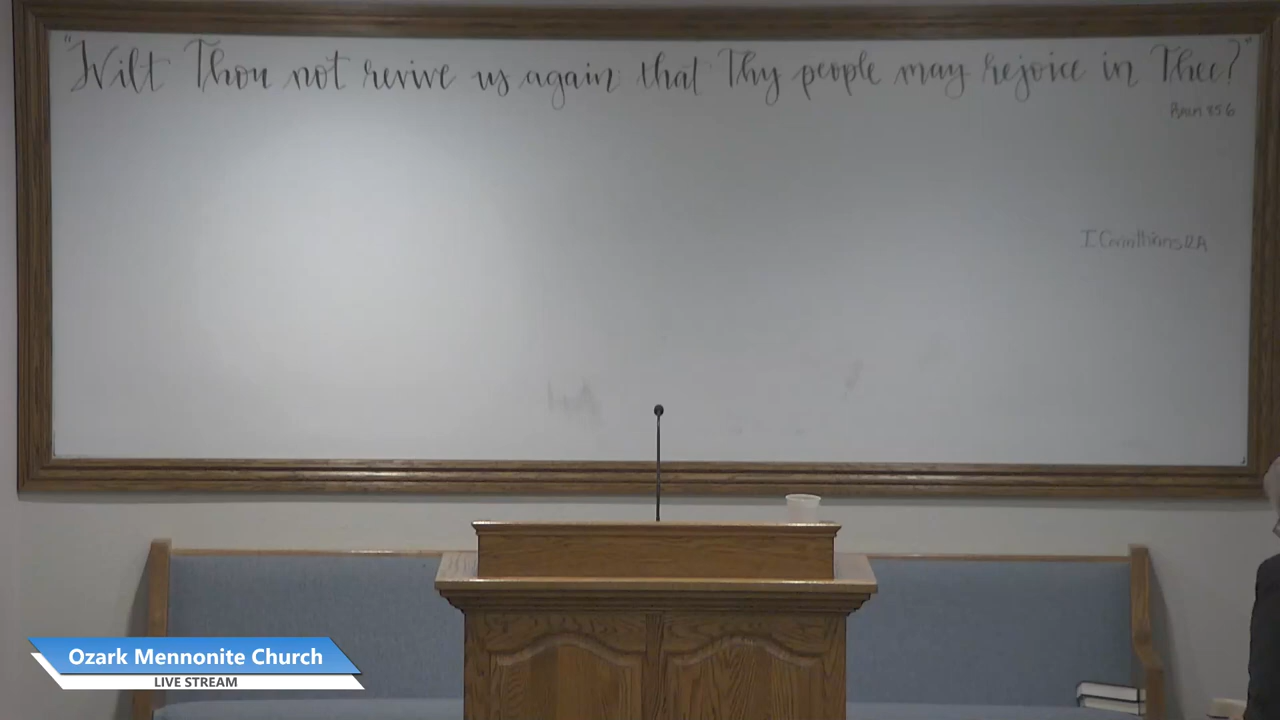 "Wilt Thou not revive us again: that Thy people may rejoice in Thee?"
Psalm 85:6
I Corinthians
Ozark Mennonite Church
LIVE STREAM